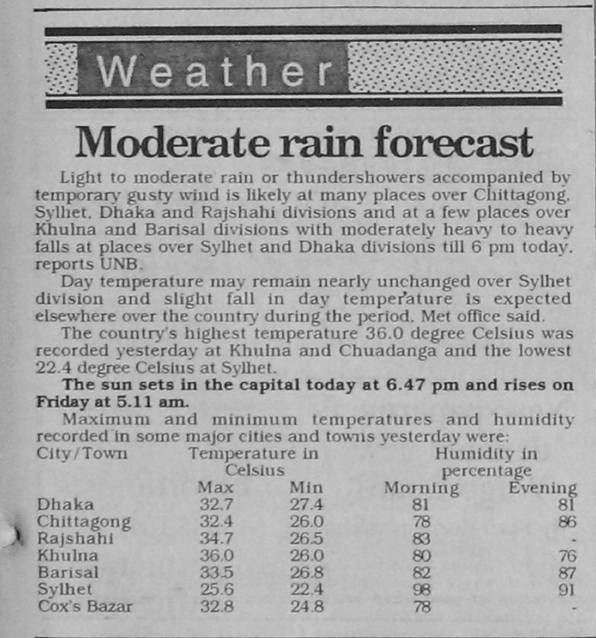 Weather
Moderate rain forecast
Light to moderate rain or thundershowers accompanied by
temporary gusty wind is likely at many places over Chittagong,
Sylhet, Dhaka and Rajshahi divisions and at a few places over
Khulna and Barisal divisions with moderately heavy to heavy
falls at places over Sylhet and Dhaka divisions till 6 pm today,
reports UNB.
Day temperature may remain nearly unchanged over Sylhet
division and slight fall in day temperature is expected
elsewhere over the country during the period, Met office said.
The country's highest temperature 36.0 degree Celsius was
recorded yesterday at Khulna and Chuadanga and the lowest
22.4 degree Celsius at Sylhet.
The sun sets in the capital today at 6.47 pm and rises on
Friday at 5.11 am.
Maximum and minimum temperatures and humidity
recorded in some major cities and towns yesterday were:
City/Town Temperature in Humidity in
Celsius percentage
Max Min Morning Evening
Dhaka 32.7 27.4 81 81
Chittagong 32.4 26.0 78 86
Rajshahi 34.7 26.5 83 -
Khulna 36.0 26.0 80 76
Barisal 33.5 26.8 82 87
Sylhet 25.6 22.4 98 91
Cox's Bazar 32.8 24.8 78 -